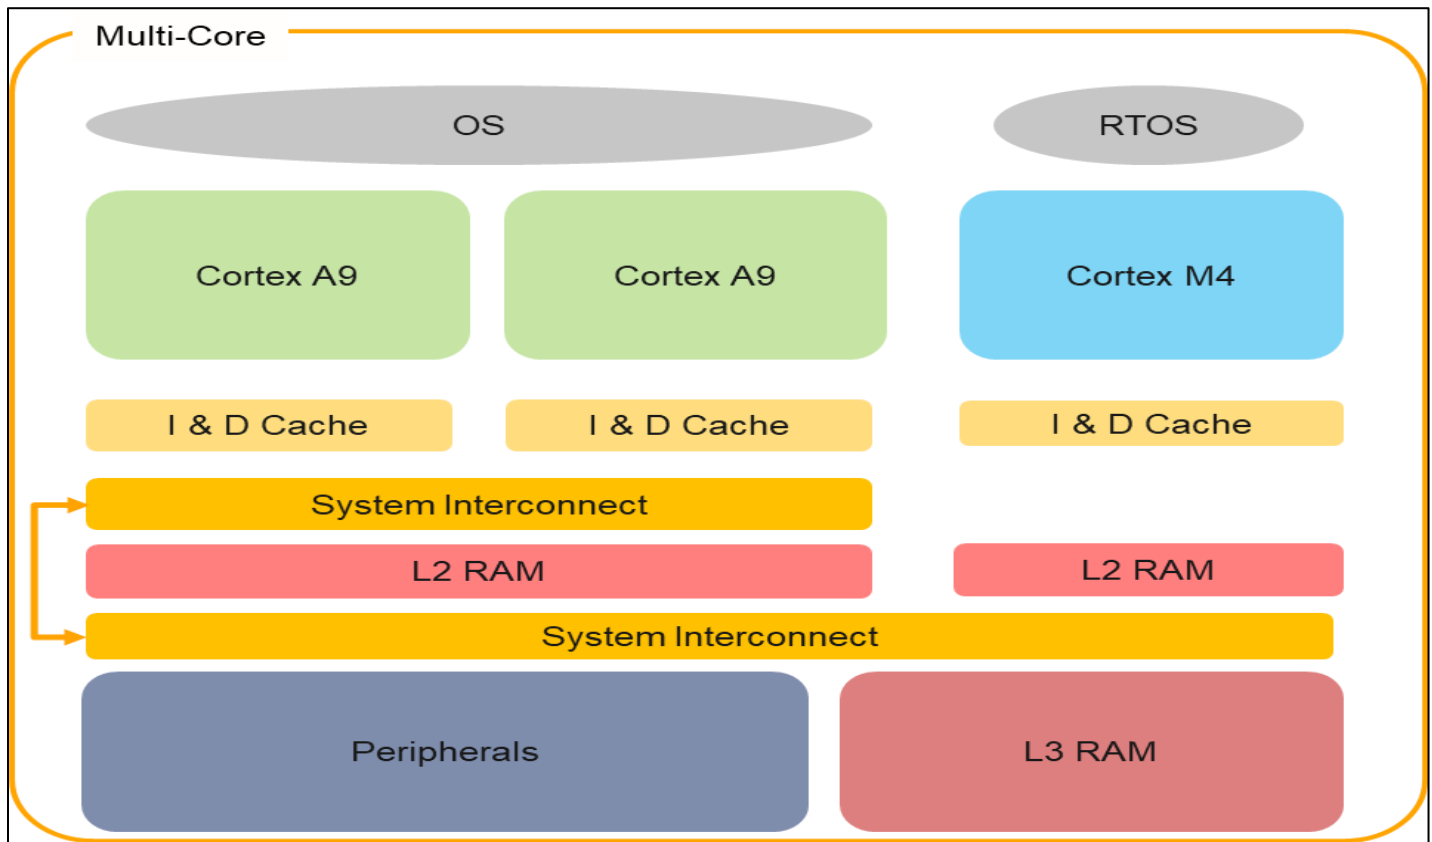 Multi-Core
OS
RTOS
Cortex A9
Cortex A9
Cortex M4
I & D Cache
I & D Cache
I & D Cache
System Interconnect
L2 RAM
L2 RAM
System Interconnect
Peripherals
L3 RAM